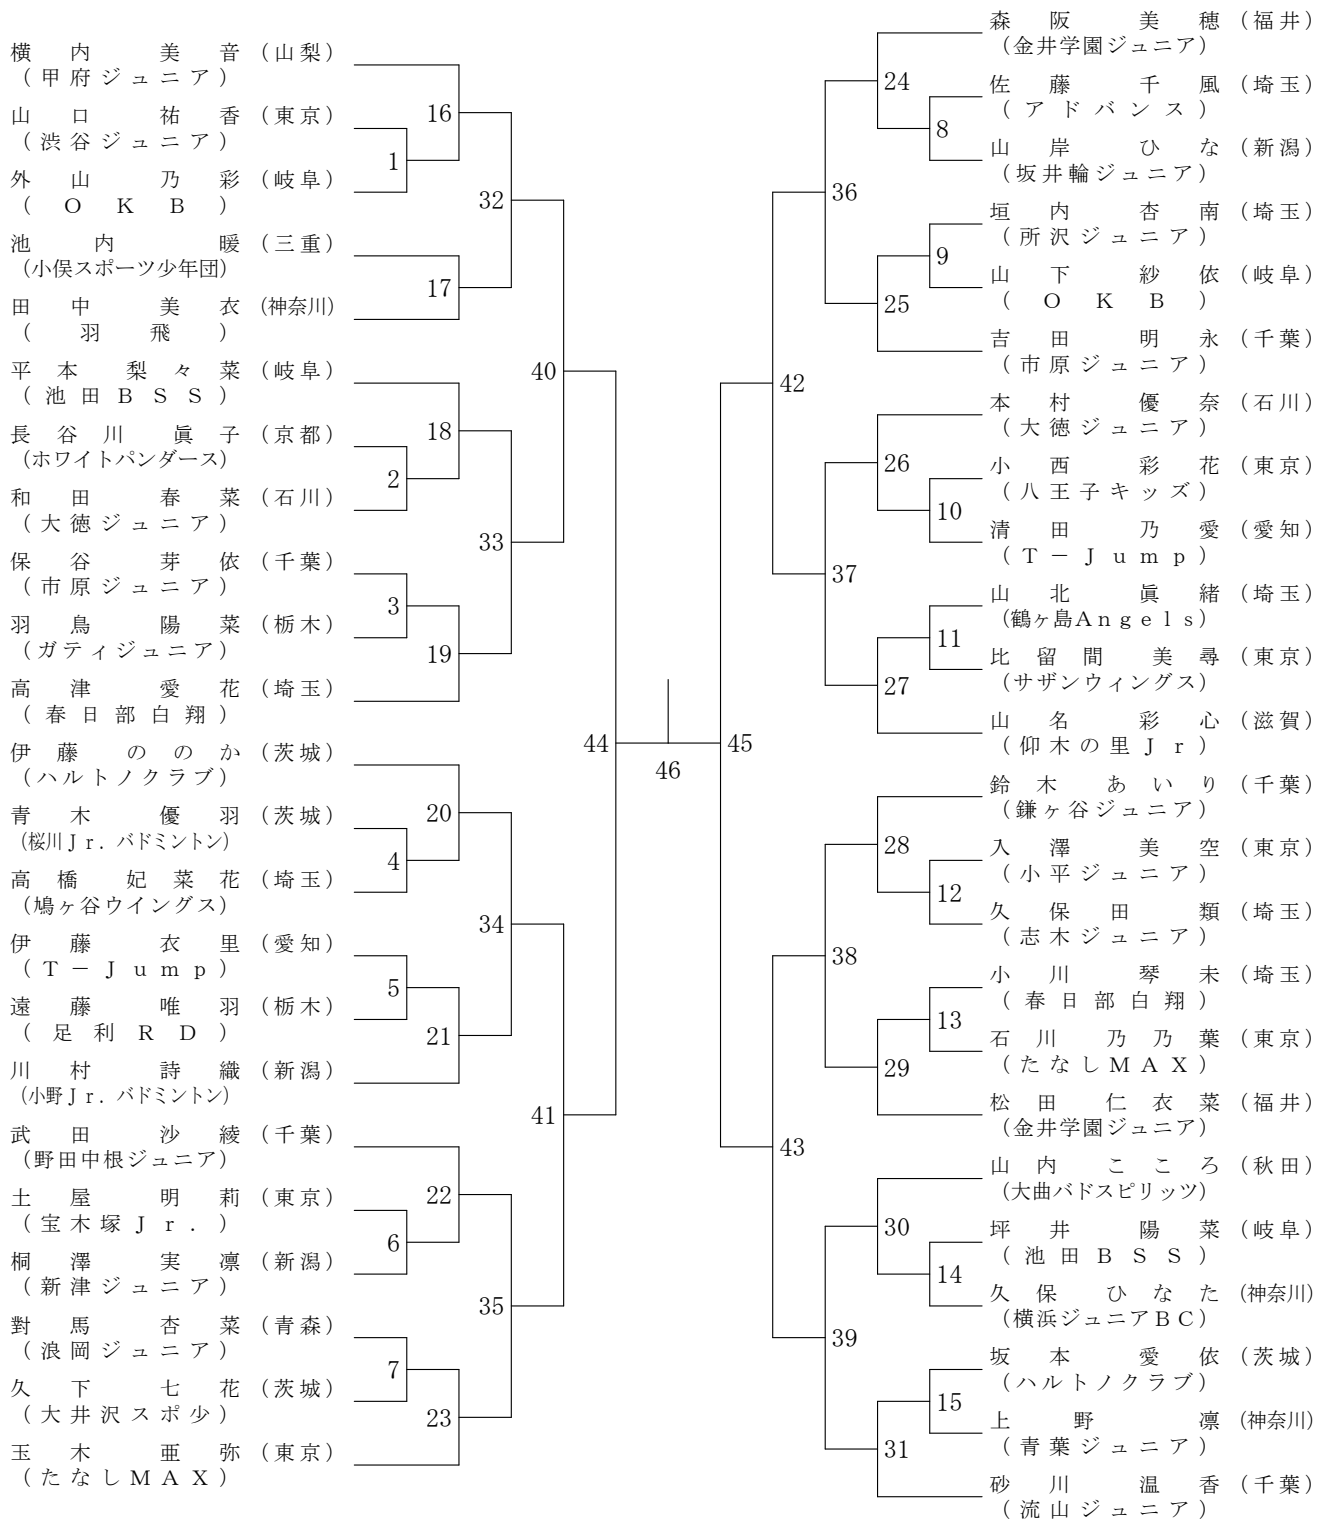 横内 美音 (山梨)
(甲府ジュニア)
山口 祐香 (東京)
(渋谷ジュニア)
外山 乃彩 (岐阜)
(OKB)
池内 暖 (三重)
(小俣スポーツ少年団)
田中 美衣 (神奈川)
(羽飛)
平本 梨々菜 (岐阜)
(池田BSS)
長谷川 眞子 (京都)
(ホワイトパンダース)
和田 春菜 (石川)
(大徳ジュニア)
保谷 芽依 (千葉)
(市原ジュニア)
羽鳥 陽菜 (栃木)
(ガティジュニア)
高津 愛花 (埼玉)
(春日部白翔)
伊藤 ののか (茨城)
(ハルトノクラブ)
青木 優羽 (茨城)
(桜川Jr.バドミントン)
高橋 妃菜花 (埼玉)
(鳩ヶ谷ウイングス)
伊藤 衣里 (愛知)
(T－Jump)
遠藤 唯羽 (栃木)
(足利RD)
川村 詩織 (新潟)
(小野Jr.バドミントン)
武田 沙綾 (千葉)
(野田中根ジュニア)
土屋 明莉 (東京)
(宝木塚Jr.)
桐澤 実凛 (新潟)
(新津ジュニア)
對馬 杏菜 (青森)
(浪岡ジュニア)
久下 七花 (茨城)
(大井沢スポ少)
玉木 亜弥 (東京)
(たなしMAX)
1
2
3
4
5
6
7
16
17
18
19
20
21
22
23
32
33
34
35
40
41
44
46
45
42
43
36
37
38
39
24
25
26
27
28
29
30
31
8
9
10
11
12
13
14
15
森阪 美穂 (福井)
(金井学園ジュニア)
佐藤 千風 (埼玉)
(アドバンス)
山岸 ひな (新潟)
(坂井輪ジュニア)
垣内 杏南 (埼玉)
(所沢ジュニア)
山下 紗依 (岐阜)
(OKB)
吉田 明永 (千葉)
(市原ジュニア)
本村 優奈 (石川)
(大徳ジュニア)
小西 彩花 (東京)
(八王子キッズ)
清田 乃愛 (愛知)
(T－Jump)
山北 眞緒 (埼玉)
(鶴ヶ島Angels)
比留間 美尋 (東京)
(サザンウィングス)
山名 彩心 (滋賀)
(仰木の里Jr)
鈴木 あいり (千葉)
(鎌ヶ谷ジュニア)
入澤 美空 (東京)
(小平ジュニア)
久保田 類 (埼玉)
(志木ジュニア)
小川 琴未 (埼玉)
(春日部白翔)
石川 乃乃葉 (東京)
(たなしMAX)
松田 仁衣菜 (福井)
(金井学園ジュニア)
山内 こころ (秋田)
(大曲バドスピリッツ)
坪井 陽菜 (岐阜)
(池田BSS)
久保 ひなた (神奈川)
(横浜ジュニアBC)
坂本 愛依 (茨城)
(ハルトノクラブ)
上野 凛 (神奈川)
(青葉ジュニア)
砂川 温香 (千葉)
(流山ジュニア)